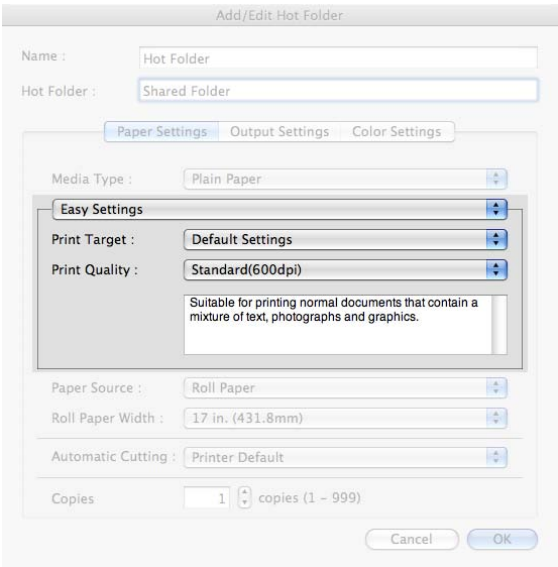 Add/Edit Hot Folder
Name : Hot Folder
Hot Folder : Shared Folder
Paper Settings Output Settings Color Settings
Media Type : Plain Paper
Easy Settings
Print Target : Default Settings
Print Quality : Standard(600dpi)
Suitable for printing normal documents that contain a
mixture of text, photographs and graphics.
Paper Source : Roll Paper
Roll Paper Width : 17 in. (431.8mm)
Automatic Cutting : Printer Default
Copies 1 copies (1 – 999)
Cancel OK